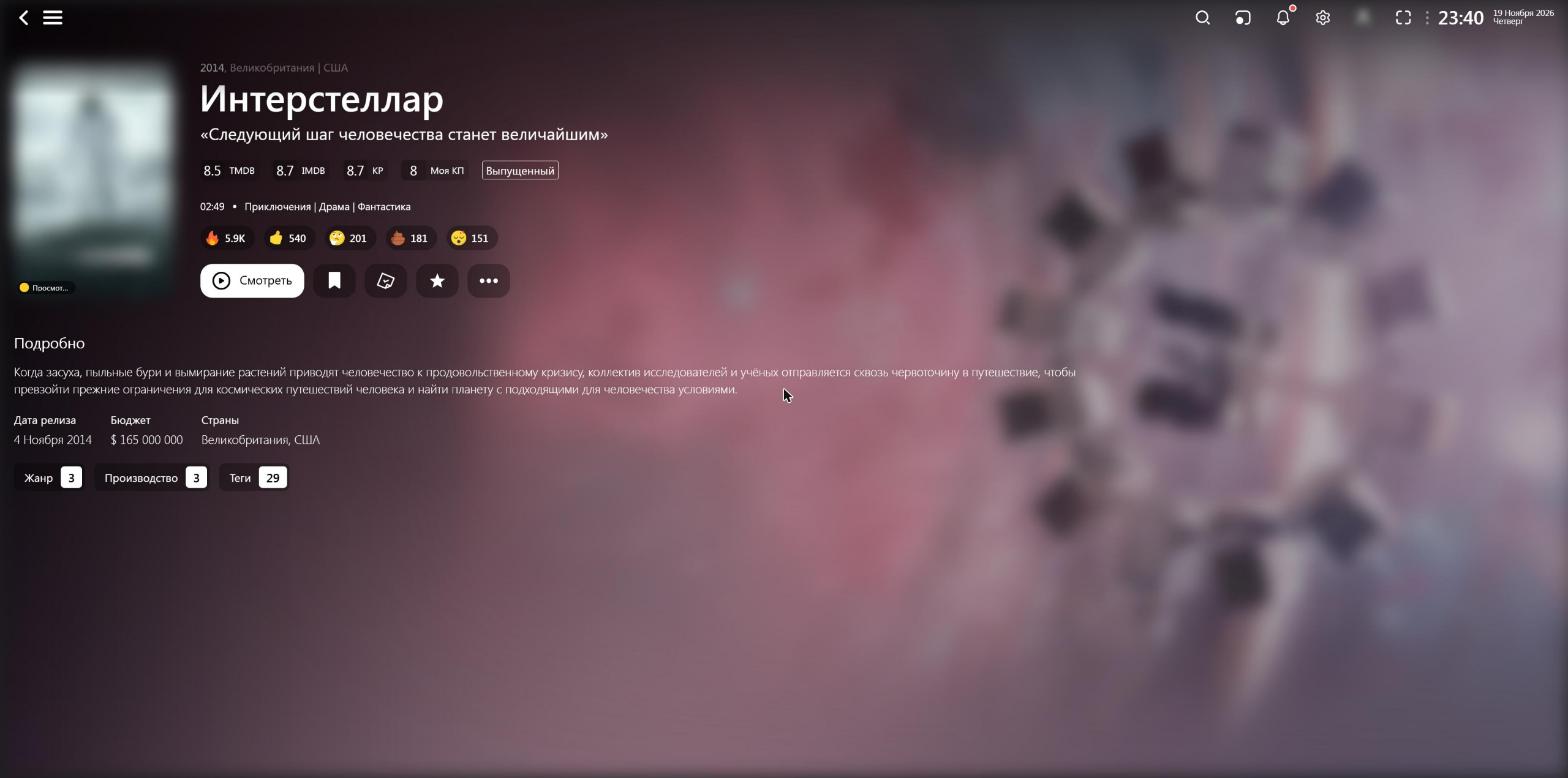 23:40
19 Ноября 2026
Четверг
2014, Великобритания | США
Интерстеллар
«Следующий шаг человечества станет величайшим»
8.5 TMDB 8.7 IMDB 8.7 KP 8 Моя КП Выпущенный
02:49 • Приключения | Драма | Фантастика
5.9K 540 201 181 151
Просмот...
Смотреть
Подробно
Когда засуха, пыльные бури и вымирание растений приводят человечество к продовольственному кризису, коллектив исследователей и учёных отправляется сквозь червоточину в путешествие, чтобы
превзойти прежние ограничения для космических путешествий человека и найти планету с подходящими для человечества условиями.
Дата релиза Бюджет Страны
4 Ноября 2014 $ 165 000 000 Великобритания, США
Жанр 3 Производство 3 Теги 29